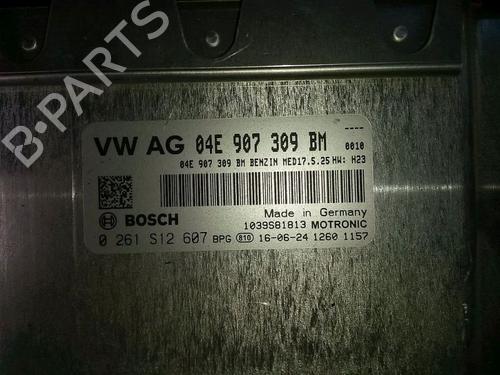 B-PARTS
VW AG 04E 907 309 BM ----
0010
04E 907 309 BM BENZIN MED17.5.25 HW: H23
BOSCH
Made in Germany
1039S81813 MOTRONIC
0 261 S12 607 BPG 810 16-06-24 1260 1157